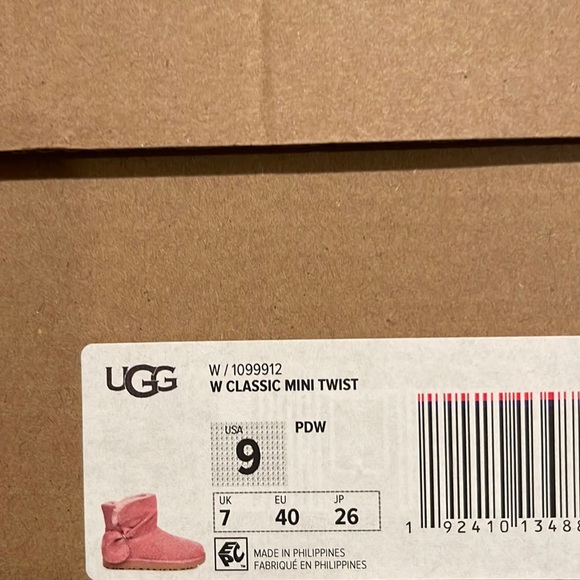 UGG
W / 1099912
W CLASSIC MINI TWIST
USA
9
PDW
UK EU JP
7 40 26
EPC
MADE IN PHILIPPINES
FABRIQUÉ EN PHILIPPINES
1 92410 13488